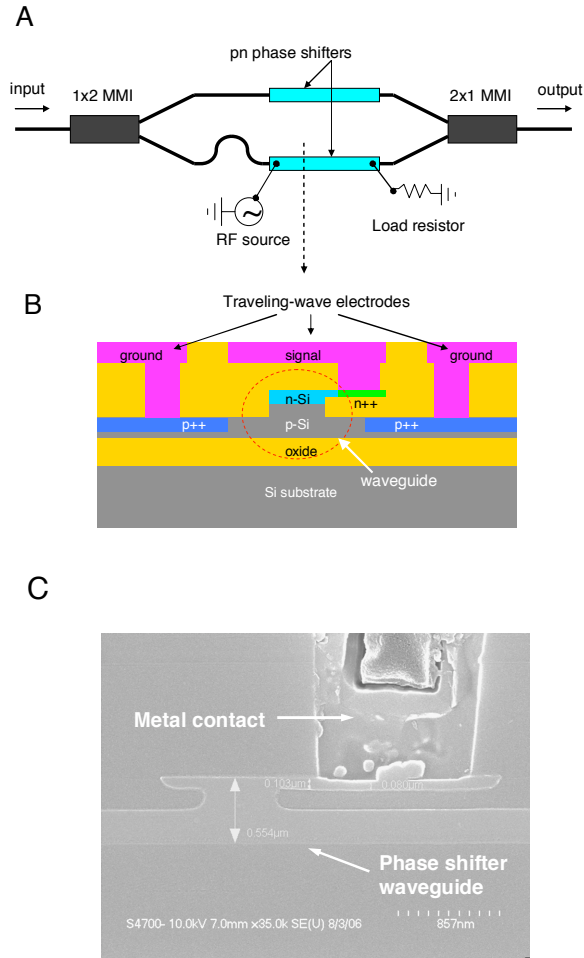 A
pn phase shifters
input
1x2 MMI
2x1 MMI
output
RF source
Load resistor
B
Traveling-wave electrodes
ground
signal
ground
n-Si
n++
p++
p-Si
p++
oxide
waveguide
Si substrate
C
Metal contact
0.103µm
0.080µm
0.554µm
Phase shifter
waveguide
S4700- 10.0kV 7.0mm x35.0k SE(U) 8/3/06
857nm